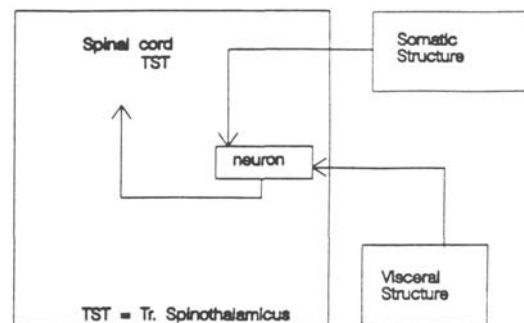 Spinal cord
TST
Somatic
Structure
neuron
Visceral
Structure
TST = Tr. Spinothalamicus